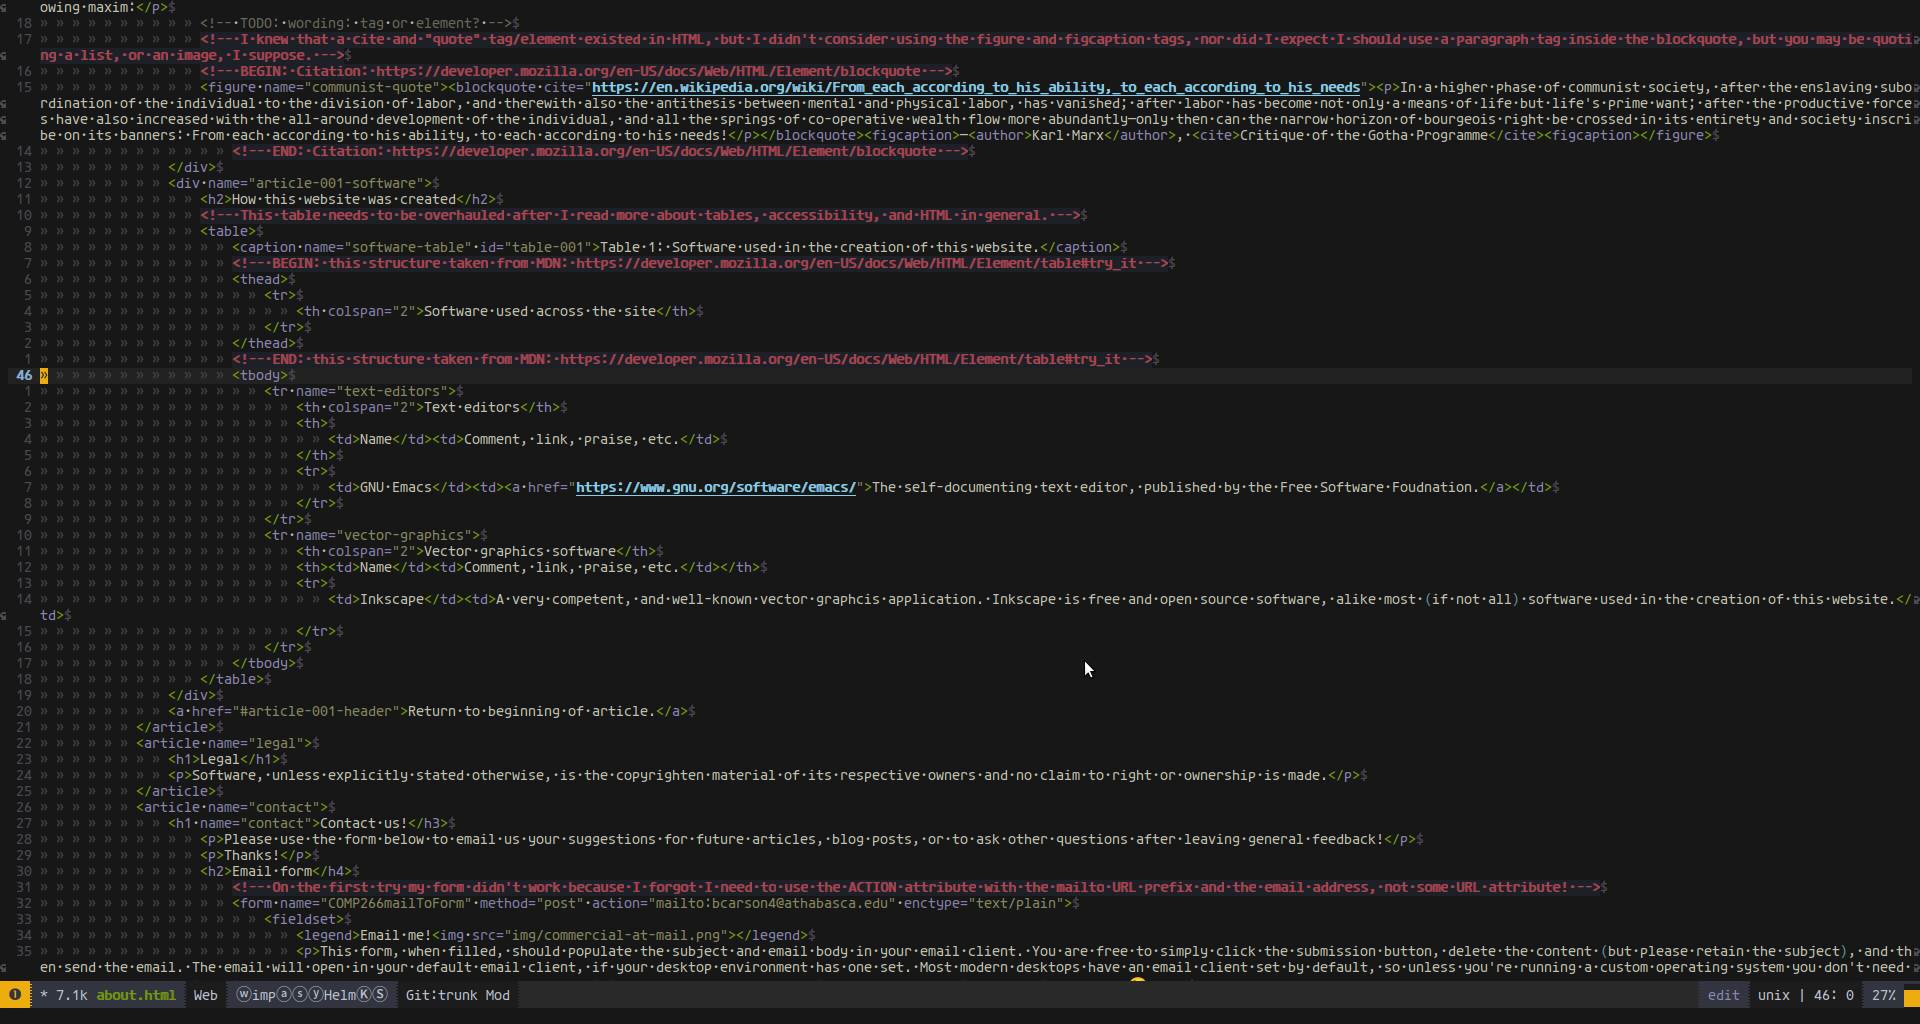 owing maxim:</p>$
18 <!-- TODO: wording: tag or element? -->$
17 <!-- I knew that a cite and "quote" tag/element existed in HTML, but I didn't consider using the figure and figcaption tags, nor did I expect I should use a paragraph tag inside the blockquote, but you may be quoti
ng a list, or an image, I suppose. -->$
16 <!-- BEGIN: Citation: https://developer.mozilla.org/en-US/docs/Web/HTML/Element/blockquote -->$
15 <figure name="communist-quote"><blockquote cite="https://en.wikipedia.org/wiki/From_each_according_to_his_ability,_to_each_according_to_his_needs"><p>In a higher phase of communist society, after the enslaving subo
rdination of the individual to the division of labor, and therewith also the antithesis between mental and physical labor, has vanished; after labor has become not only a means of life but life's prime want; after the productive force
s have also increased with the all-around development of the individual, and all the springs of co-operative wealth flow more abundantly—only then can the narrow horizon of bourgeois right be crossed in its entirety and society inscri
be on its banners: From each according to his ability, to each according to his needs!</p></blockquote><figcaption>—<author>Karl Marx</author>, <cite>Critique of the Gotha Programme</cite><figcaption></figure>$
14 <!-- END: Citation: https://developer.mozilla.org/en-US/docs/Web/HTML/Element/blockquote -->$
13 </div>$
12 <div name="article-001-software">$
11 <h2>How this website was created</h2>$
10 <!-- This table needs to be overhauled after I read more about tables, accessibility, and HTML in general. -->$
9 <table>$
8 <caption name="software-table" id="table-001">Table 1: Software used in the creation of this website.</caption>$
7 <!-- BEGIN: this structure taken from MDN: https://developer.mozilla.org/en-US/docs/Web/HTML/Element/table#try_it -->$
6 <thead>$
5 <tr>$
4 <th colspan="2">Software used across the site</th>$
3 </tr>$
2 </thead>$
1 <!-- END: this structure taken from MDN: https://developer.mozilla.org/en-US/docs/Web/HTML/Element/table#try_it -->$
46 <tbody>$
1 <tr name="text-editors">$
2 <th colspan="2">Text editors</th>$
3 <th>$
4 <td>Name</td><td>Comment, link, praise, etc.</td>$
5 </th>$
6 <tr>$
7 <td>GNU Emacs</td><td><a href="https://www.gnu.org/software/emacs/">The self-documenting text editor, published by the Free Software Foudnation.</a></td>$
8 </tr>$
9 </tr>$
10 <tr name="vector-graphics">$
11 <th colspan="2">Vector graphics software</th>$
12 <th><td>Name</td><td>Comment, link, praise, etc.</td></th>$
13 <tr>$
14 <td>Inkscape</td><td>A very competent, and well-known vector graphcis application. Inkscape is free and open source software, alike most (if not all) software used in the creation of this website.</
td>$
15 </tr>$
16 </tr>$
17 </tbody>$
18 </table>$
19 </div>$
20 <a href="#article-001-header">Return to beginning of article.</a>$
21 </article>$
22 <article name="legal">$
23 <h1>Legal</h1>$
24 <p>Software, unless explicitly stated otherwise, is the copyrighten material of its respective owners and no claim to right or ownership is made.</p>$
25 </article>$
26 <article name="contact">$
27 <h1 name="contact">Contact us!</h3>$
28 <p>Please use the form below to email us your suggestions for future articles, blog posts, or to ask other questions after leaving general feedback!</p>$
29 <p>Thanks!</p>$
30 <h2>Email form</h4>$
31 <!-- On the first try my form didn't work because I forgot I need to use the ACTION attribute with the mailto URL prefix and the email address, not some URL attribute! -->$
32 <form name="COMP266mailToForm" method="post" action="mailto:bcarson4@athabasca.edu" enctype="text/plain">$
33 <fieldset>$
34 <legend>Email me!<img src="img/commercial-at-mail.png"></legend>$
35 <p>This form, when filled, should populate the subject and email body in your email client. You are free to simply click the submission button, delete the content (but please retain the subject), and th
en send the email. The email will open in your default email client, if your desktop environment has one set. Most modern desktops have an email client set by default, so unless you're running a custom operating system you don't need
❶ * 7.1k about.html Web ⓦimpⓐⓢⓨHelmⓀⓈ Git:trunk Mod edit unix | 46: 0 27%